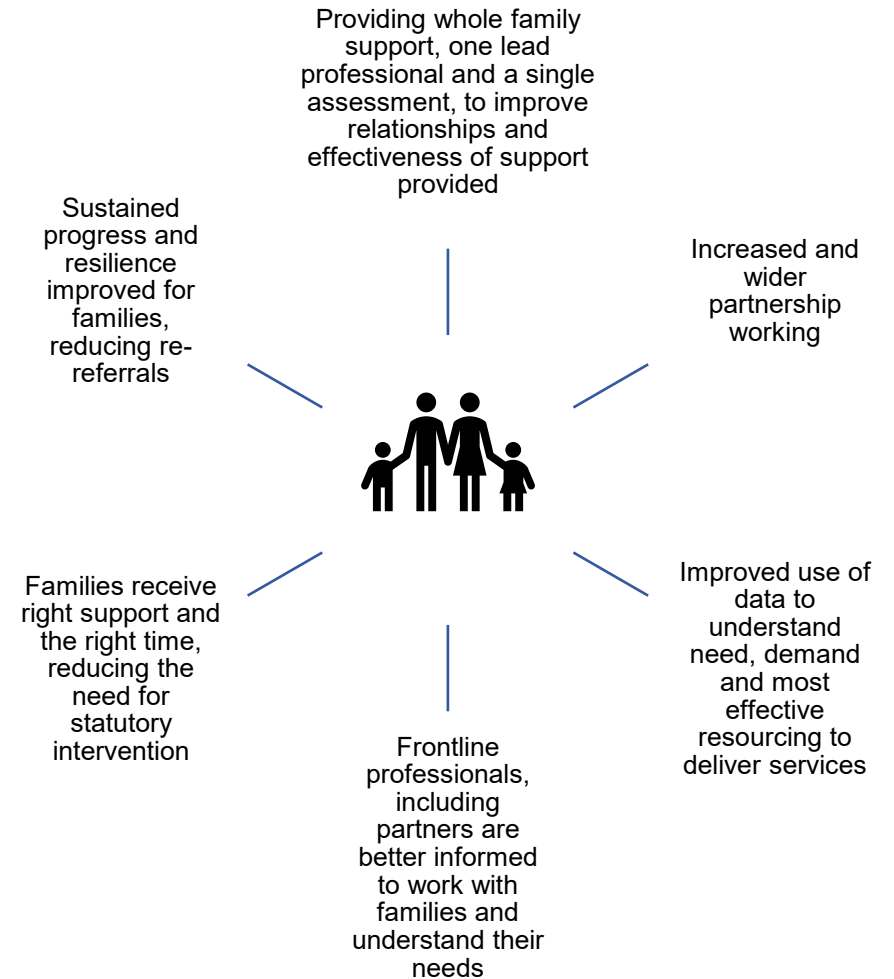 Providing whole family
support, one lead
professional and a single
assessment, to improve
relationships and
effectiveness of support
provided
Increased and
wider
partnership
working
Improved use of
data to
understand
need, demand
and most
effective
resourcing to
deliver services
Frontline
professionals,
including
partners are
better informed
to work with
families and
understand their
needs
Families receive
right support and
the right time,
reducing the
need for
statutory
intervention
Sustained
progress and
resilience
improved for
families,
reducing re-
referrals